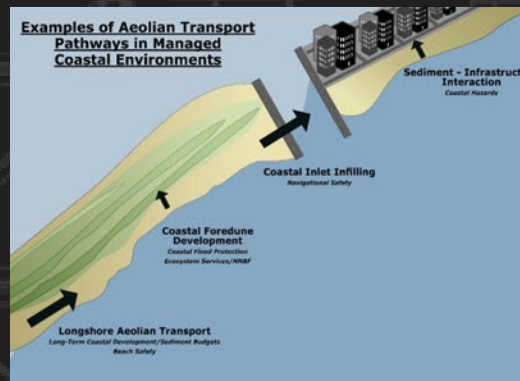 Examples of Aeolian Transport
Pathways in Managed
Coastal Environments
Sediment - Infrastruct
Interaction
Coastal Hazards
Coastal Inlet Infilling
Navigational Safety
Coastal Foredune
Development
Coastal Flood Protection
Ecosystem Services/NNBF
Longshore Aeolian Transport
Long-Term Coastal Development/Sediment Budgets
Beach Safety